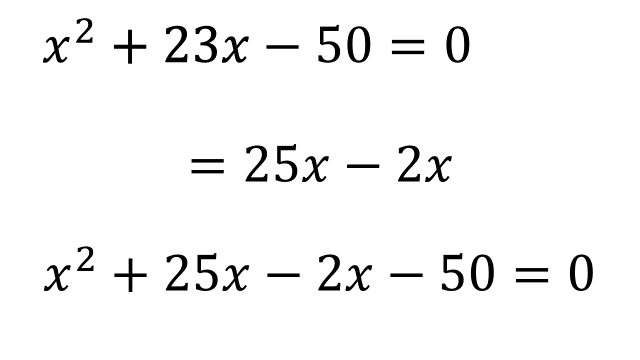 x² + 23x − 50 = 0
= 25x − 2x
x² + 25x − 2x − 50 = 0